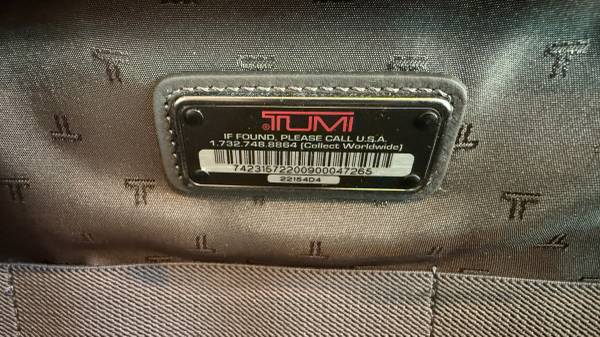 ®TUMI
IF FOUND, PLEASE CALL U.S.A.
1.732.748.8864 (Collect Worldwide)
74231572200900047265
22154D4